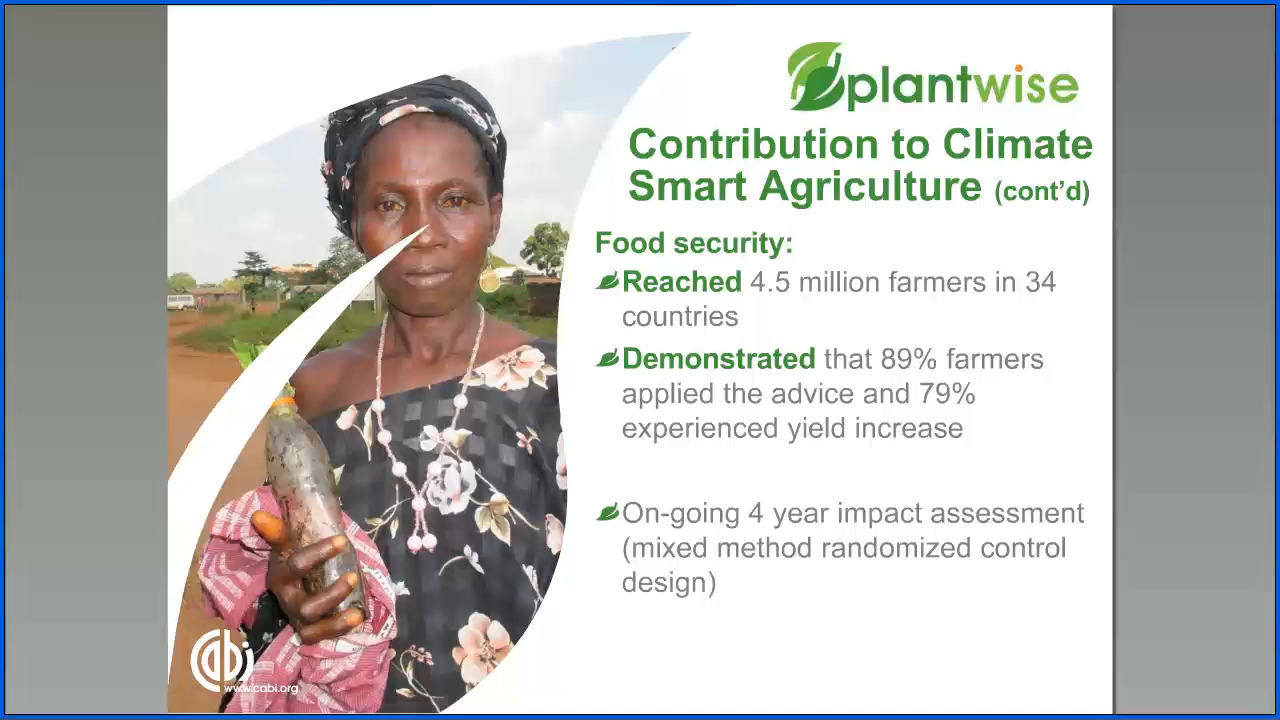 plantwise
Contribution to Climate
Smart Agriculture (cont’d)
Food security:
Reached 4.5 million farmers in 34
countries
Demonstrated that 89% farmers
applied the advice and 79%
experienced yield increase
On-going 4 year impact assessment
(mixed method randomized control
design)
cabi
www.cabi.org